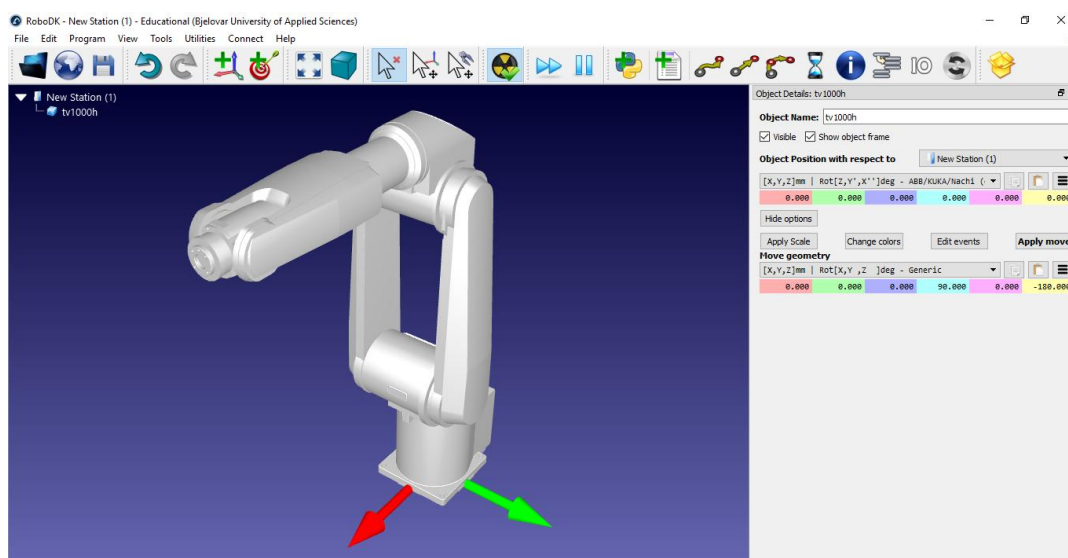 RoboDK - New Station (1) - Educational (Bjelovar University of Applied Sciences)
File Edit Program View Tools Utilities Connect Help
IO
New Station (1)
tv1000h
Object Details: tv1000h
Object Name: tv1000h
Visible Show object frame
Object Position with respect to New Station (1)
[X,Y,Z]mm | Rot[Z,Y',X'']deg - ABB/KUKA/Nachi (
0.000 0.000 0.000 0.000 0.000 0.000
Hide options
Apply Scale Change colors Edit events Apply move
Move geometry
[X,Y,Z]mm | Rot[X,Y ,Z ]deg - Generic
0.000 0.000 0.000 90.000 0.000 -180.000